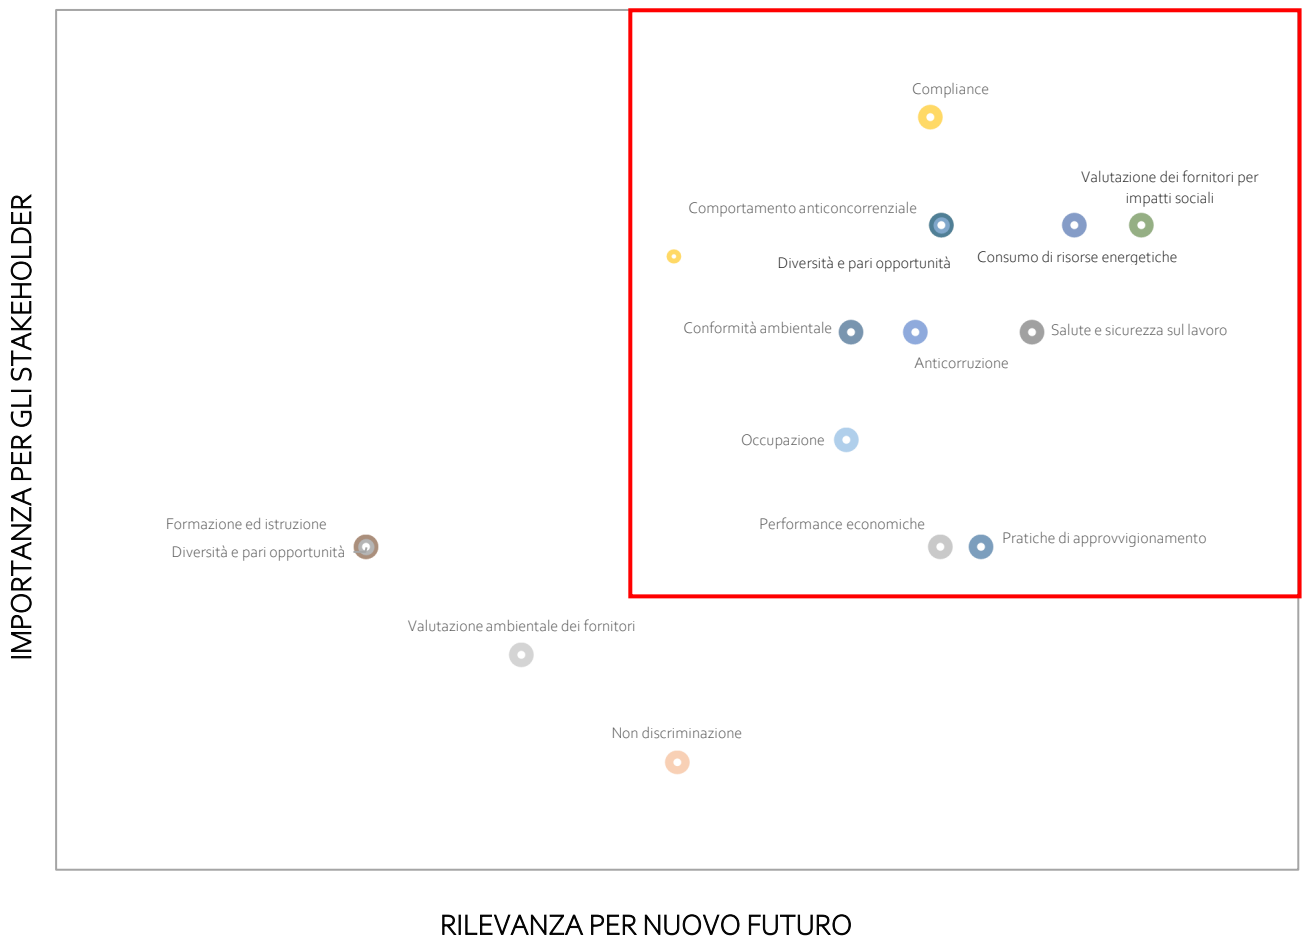 Compliance
Valutazione dei fornitori per
impatti sociali
Comportamento anticoncorrenziale
Diversità e pari opportunità
Consumo di risorse energetiche
Conformità ambientale
Salute e sicurezza sul lavoro
Anticorruzione
Occupazione
Formazione ed istruzione
Performance economiche
Pratiche di approvvigionamento
Diversità e pari opportunità
Valutazione ambientale dei fornitori
Non discriminazione
IMPORTANZA PER GLI STAKEHOLDER
RILEVANZA PER NUOVO FUTURO